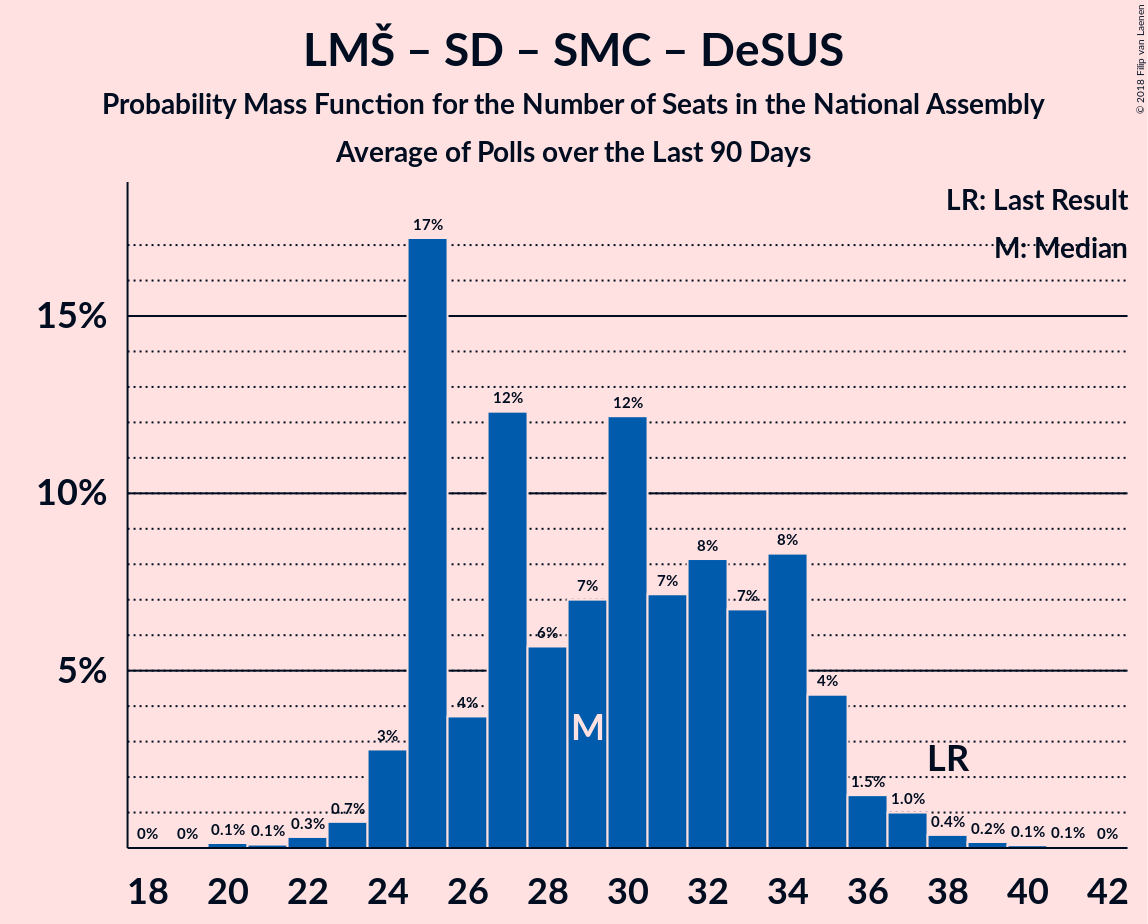 LMŠ – SD – SMC – DeSUS
Probability Mass Function for the Number of Seats in the National Assembly
Average of Polls over the Last 90 Days
© 2018 Filip van Laenen
LR: Last Result
M: Median
17%
15%
12%
12%
10%
8%
8%
7%
7%
7%
6%
5%
4%
4%
M
3%
LR
1.5%
1.0%
0.7%
0% 0% 0.1% 0.1% 0.3% 0.4% 0.2% 0.1% 0.1% 0%
18 20 22 24 26 28 30 32 34 36 38 40 42